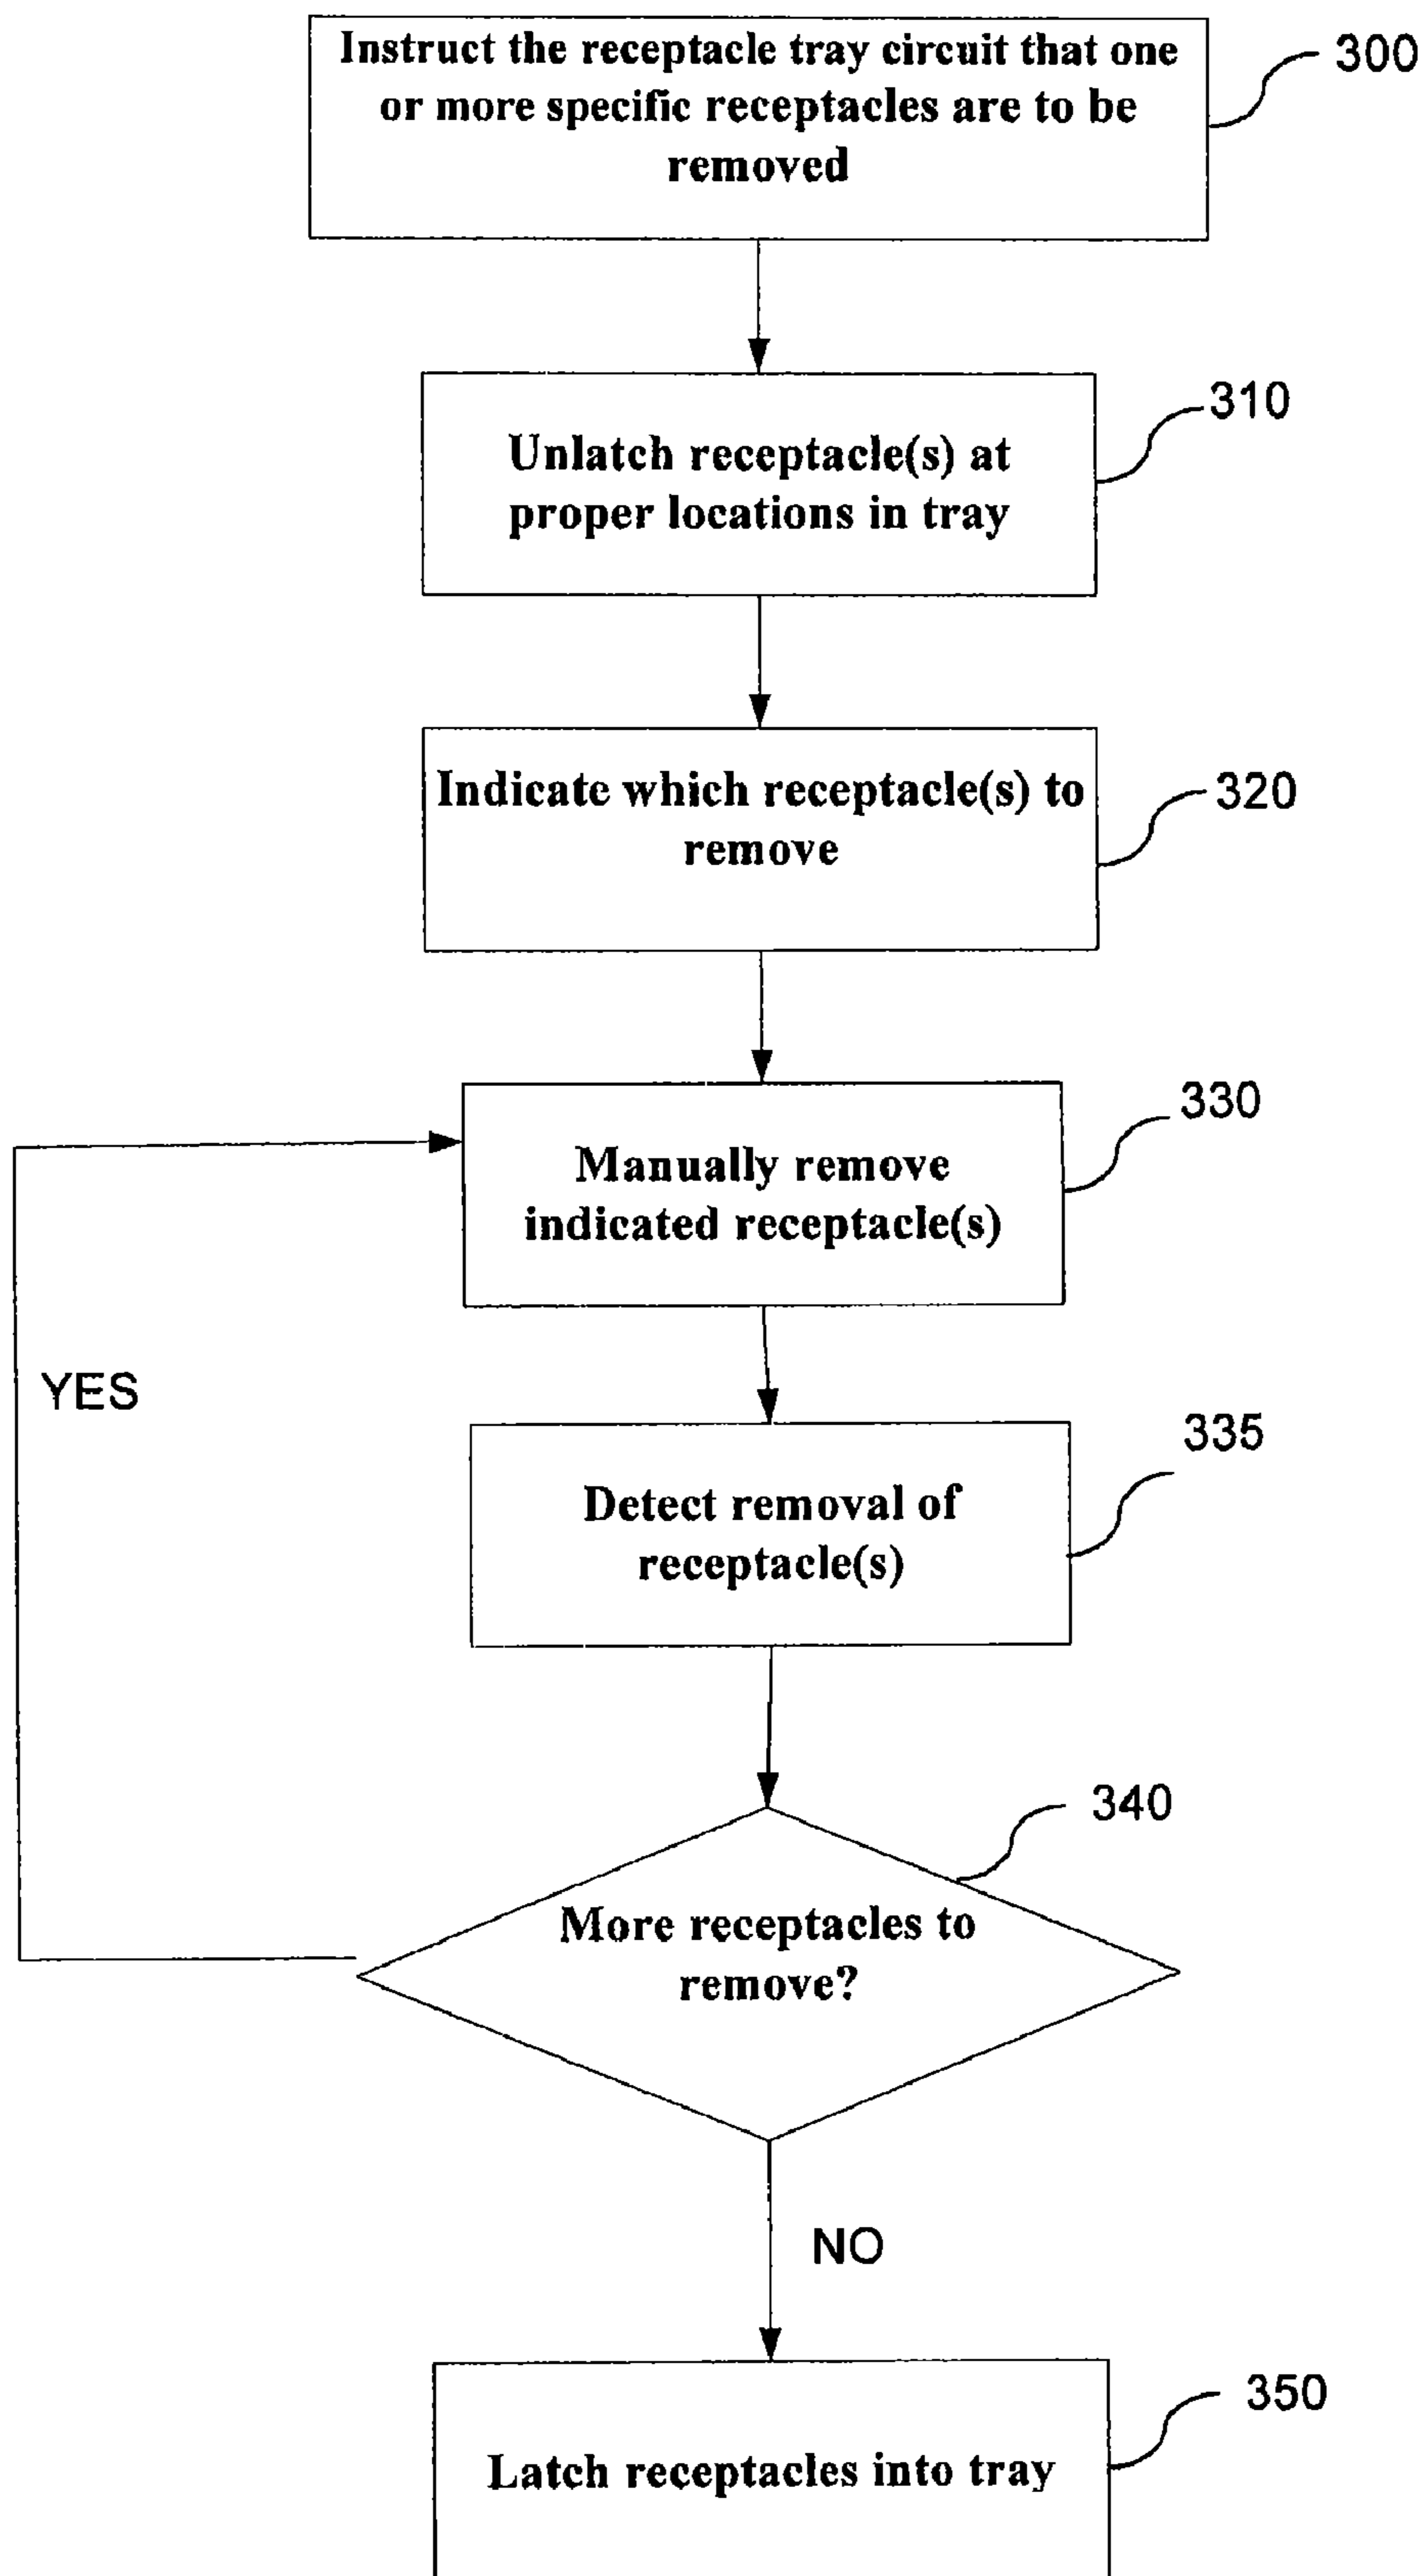 Instruct the receptacle tray circuit that one
or more specific receptacles are to be
removed
300
Unlatch receptacle(s) at
proper locations in tray
310
Indicate which receptacle(s) to
remove
320
Manually remove
indicated receptacle(s)
330
YES
Detect removal of
receptacle(s)
335
More receptacles to
remove?
340
NO
Latch receptacles into tray
350